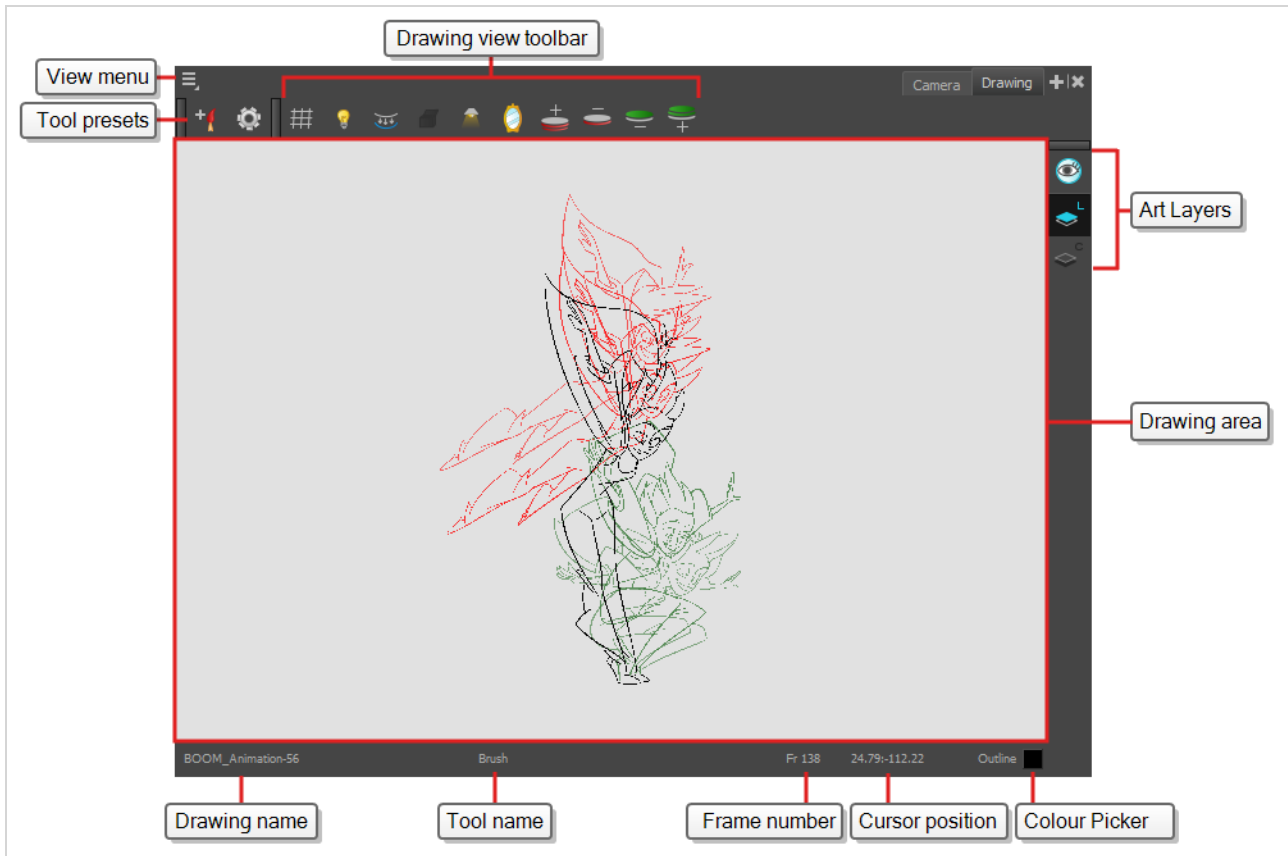 Drawing view toolbar
View menu
Camera
Drawing
Tool presets
L
Art Layers
C
Drawing area
BOOM_Animation-56
Brush
Fr 138
24.79:-112.22
Outline
Drawing name
Tool name
Frame number
Cursor position
Colour Picker